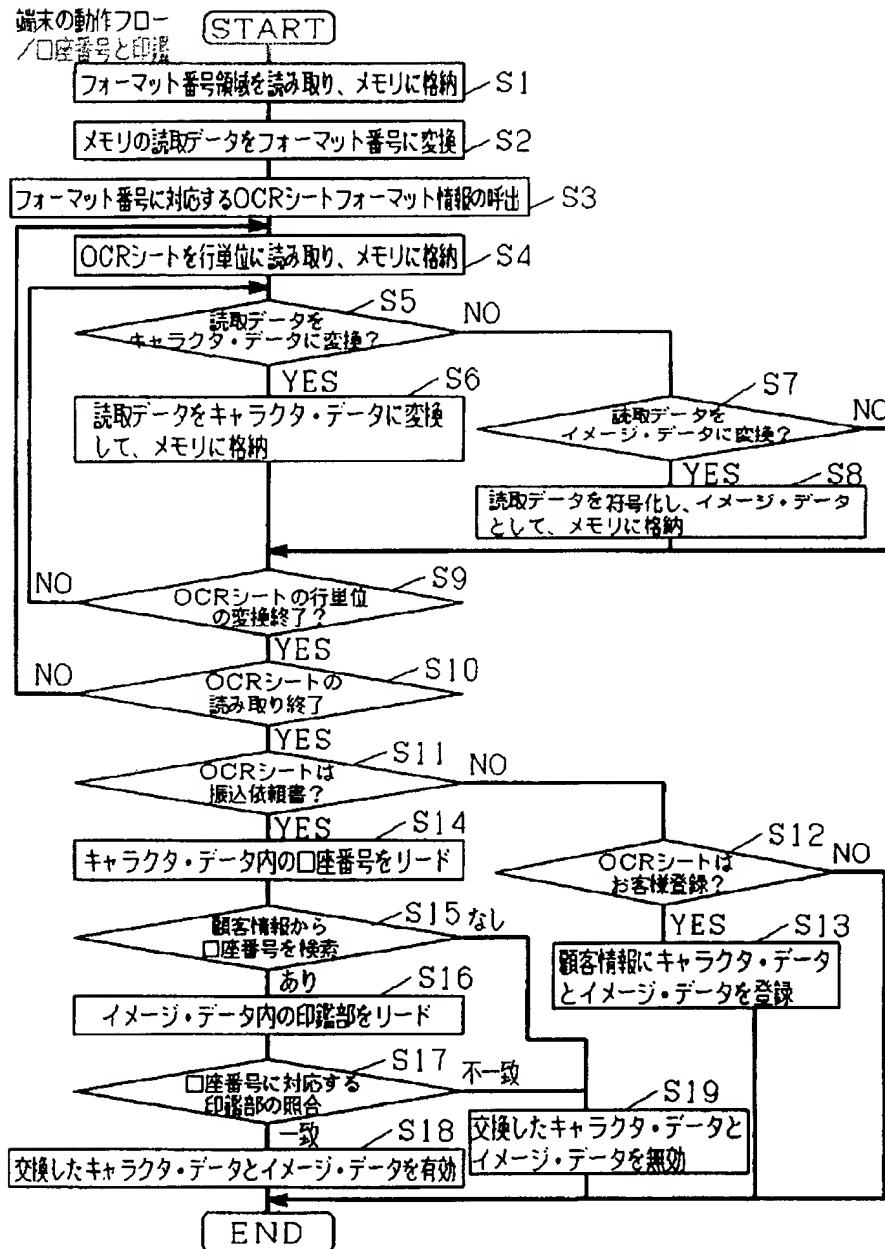 端末の動作フロー
/口座番号と印鑑
START
フォーマット番号領域を読み取り、メモリに格納
S1
メモリの読取データをフォーマット番号に変換
S2
フォーマット番号に対応するOCRシートフォーマット情報の呼出
S3
OCRシートを行単位に読み取り、メモリに格納
S4
S5
読取データを
キャラクタ・データに変換?
NO
YES
S6
読取データをキャラクタ・データに変換
して、メモリに格納
S7
読取データを
イメージ・データに変換?
NO
YES
S8
読取データを符号化し、イメージ・データ
として、メモリに格納
S9
NO
OCRシートの行単位
の変換終了?
YES
S10
NO
OCRシートの
読み取り終了
YES
S11
OCRシートは
振込依頼書?
NO
YES
S14
キャラクタ・データ内の口座番号をリード
S12
OCRシートは
お客様登録?
NO
YES
S13
顧客情報にキャラクタ・データ
とイメージ・データを登録
S15
なし
顧客情報から
口座番号を検索
あり
S16
イメージ・データ内の印鑑部をリード
S17
不一致
口座番号に対応する
印鑑部の照合
一致
S18
交換したキャラクタ・データとイメージ・データを有効
S19
交換したキャラクタ・データと
イメージ・データを無効
END